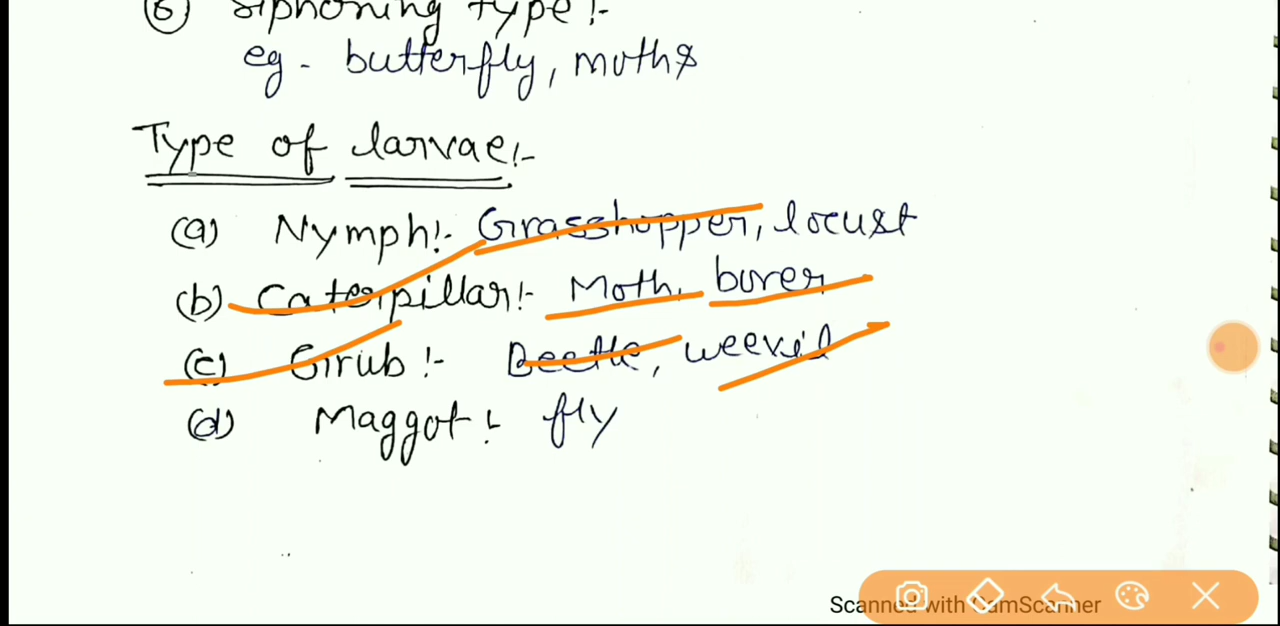 ⑥ siphoning type:-
eg - butterfly, moths
Type of larvae:-
(a) Nymph:- Grasshopper, locust
(b) Caterpillar:- Moth, borer
(c) Grub:- Beetle, weevil
(d) Maggot: fly
Scanned with CamScanner